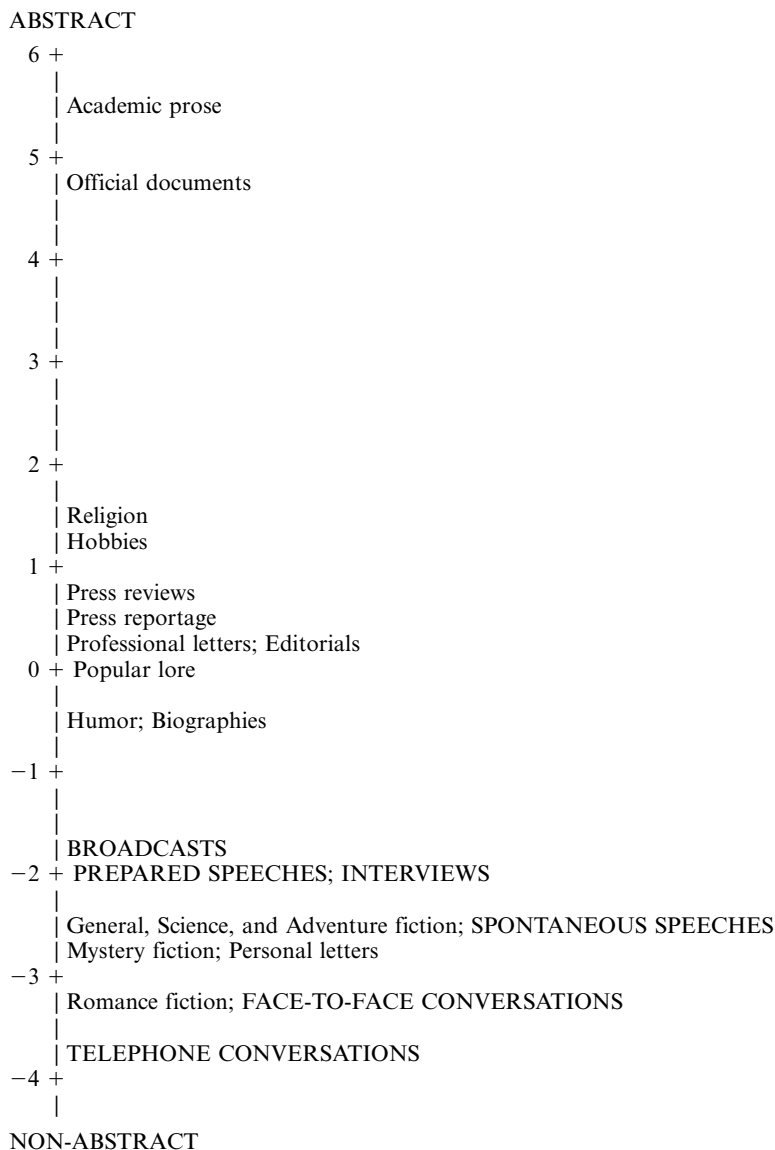 ABSTRACT
6 +
|
| Academic prose
|
5 +
| Official documents
|
|
4 +
|
|
|
3 +
|
|
|
2 +
|
| Religion
| Hobbies
1 +
| Press reviews
| Press reportage
| Professional letters; Editorials
0 + Popular lore
|
| Humor; Biographies
|
−1 +
|
|
| BROADCASTS
−2 + PREPARED SPEECHES; INTERVIEWS
|
| General, Science, and Adventure fiction; SPONTANEOUS SPEECHES
| Mystery fiction; Personal letters
−3 +
| Romance fiction; FACE-TO-FACE CONVERSATIONS
|
| TELEPHONE CONVERSATIONS
−4 +
|
NON-ABSTRACT